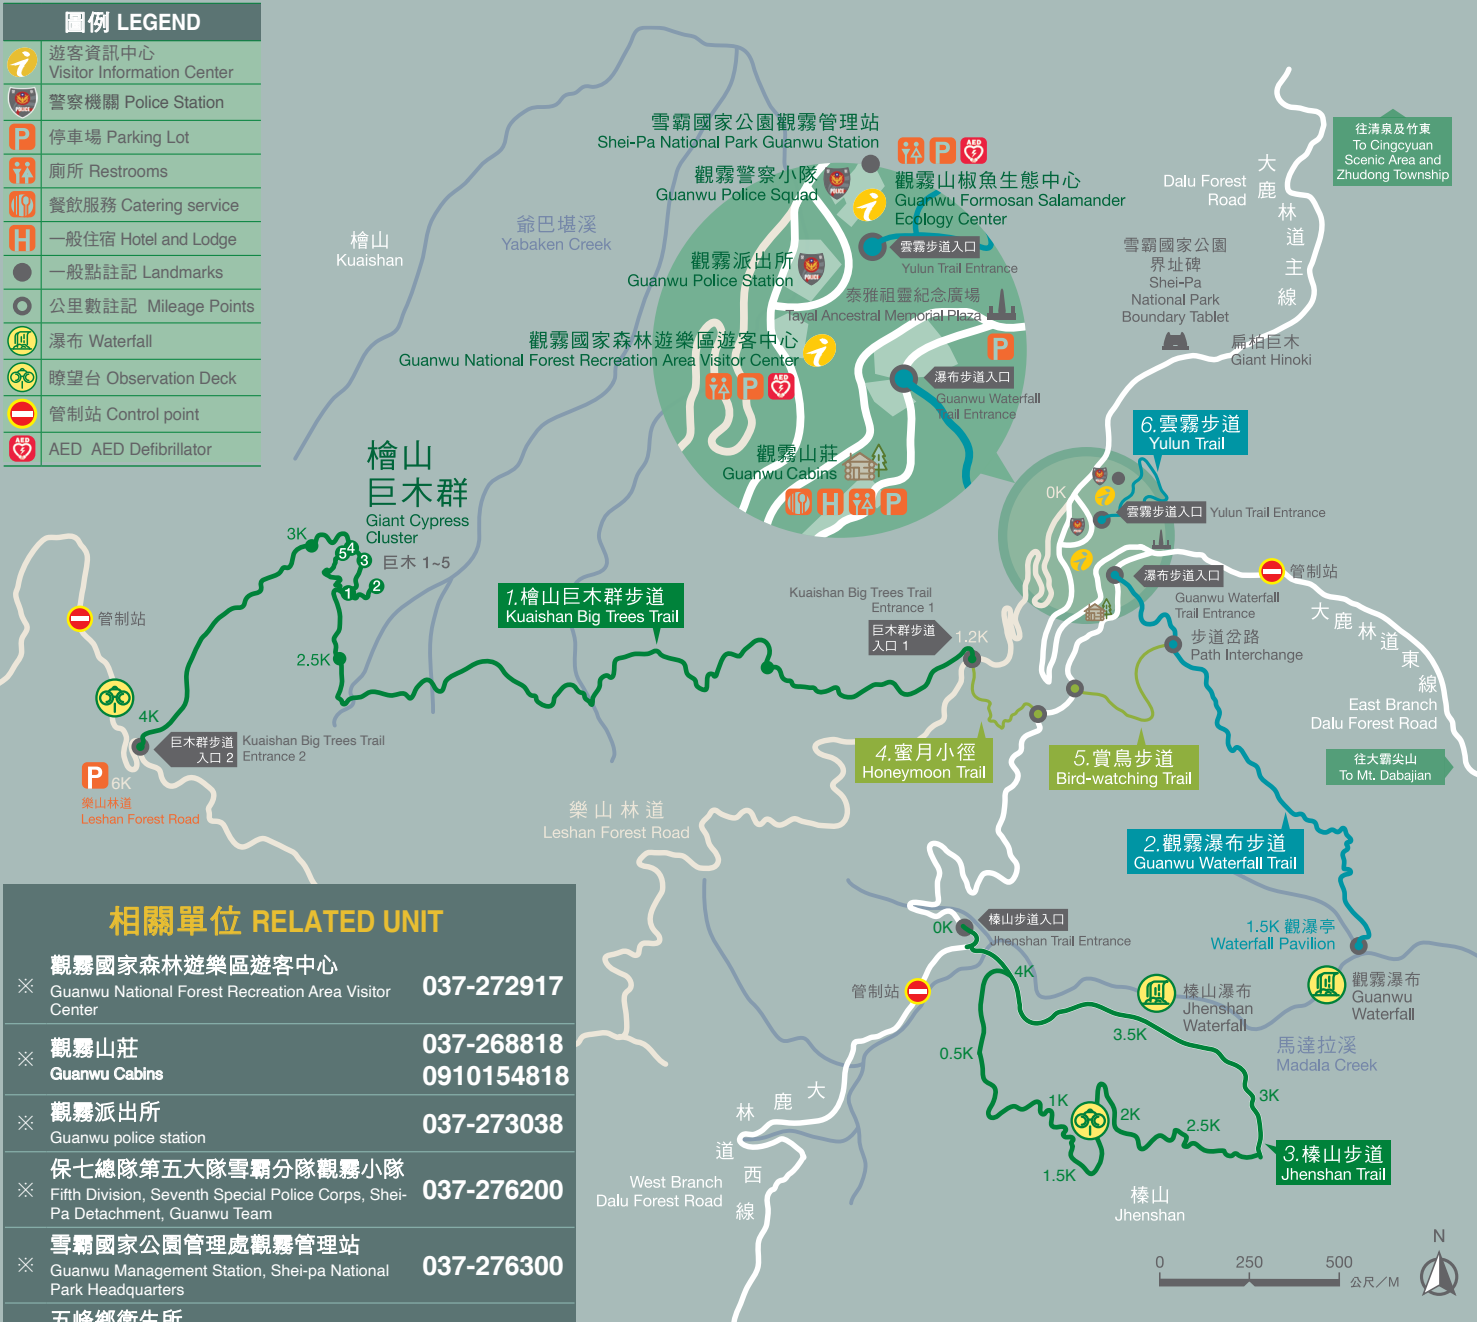 圖例 LEGEND
遊客資訊中心
Visitor Information Center
警察機關 Police Station
停車場 Parking Lot
廁所 Restrooms
餐飲服務 Catering service
一般住宿 Hotel and Lodge
一般點註記 Landmarks
公里數註記 Mileage Points
瀑布 Waterfall
瞭望台 Observation Deck
管制站 Control point
AED AED Defibrillator
檜山
Kuaishan
爺巴堪溪
Yabaken Creek
雪霸國家公園觀霧管理站
Shei-Pa National Park Guanwu Station
觀霧警察小隊
Guanwu Police Squad
觀霧山椒魚生態中心
Guanwu Formosan Salamander
Ecology Center
雲霧步道入口
Yulun Trail Entrance
觀霧派出所
Guanwu Police Station
泰雅祖靈紀念廣場
Tayal Ancestral Memorial Plaza
觀霧國家森林遊樂區遊客中心
Guanwu National Forest Recreation Area Visitor Center
瀑布步道入口
Guanwu Waterfall
Trail Entrance
觀霧山莊
Guanwu Cabins
往清泉及竹東
To Cingcyuan
Scenic Area and
Zhudong Township
Dalu Forest
Road
大鹿林道主線
雪霸國家公園
界址碑
Shei-Pa
National Park
Boundary Tablet
扁柏巨木
Giant Hinoki
6.雲霧步道
Yulun Trail
0K
雲霧步道入口
Yulun Trail Entrance
瀑布步道入口
Guanwu Waterfall
Trail Entrance
管制站
步道岔路
Path Interchange
大鹿林道東線
East Branch
Dalu Forest Road
往大霸尖山
To Mt. Dabajian
檜山
巨木群
Giant Cypress
Cluster
巨木 1~5
3K
5
4
3
2
1
2.5K
1.檜山巨木群步道
Kuaishan Big Trees Trail
Kuaishan Big Trees Trail
Entrance 1
巨木群步道
入口 1
1.2K
管制站
4K
巨木群步道
入口 2
Kuaishan Big Trees Trail
Entrance 2
P
6K
樂山林道
Leshan Forest Road
樂山林道
Leshan Forest Road
4.蜜月小徑
Honeymoon Trail
5.賞鳥步道
Bird-watching Trail
2.觀霧瀑布步道
Guanwu Waterfall Trail
1.5K 觀瀑亭
Waterfall Pavilion
觀霧瀑布
Guanwu
Waterfall
0K
榛山步道入口
Jhenshan Trail Entrance
管制站
4K
榛山瀑布
Jhenshan
Waterfall
3.5K
馬達拉溪
Madala Creek
0.5K
1K
2K
2.5K
3K
1.5K
3.榛山步道
Jhenshan Trail
榛山
Jhenshan
大鹿林道西線
West Branch
Dalu Forest Road
N
0 250 500
公尺／M
相關單位 RELATED UNIT
※ 觀霧國家森林遊樂區遊客中心
Guanwu National Forest Recreation Area Visitor
Center
037-272917
※ 觀霧山莊
Guanwu Cabins
037-268818
0910154818
※ 觀霧派出所
Guanwu police station
037-273038
※ 保七總隊第五大隊雪霸分隊觀霧小隊
Fifth Division, Seventh Special Police Corps, Shei-
Pa Detachment, Guanwu Team
037-276200
※ 雪霸國家公園管理處觀霧管理站
Guanwu Management Station, Shei-pa National
Park Headquarters
037-276300
五峰鄉衛生所